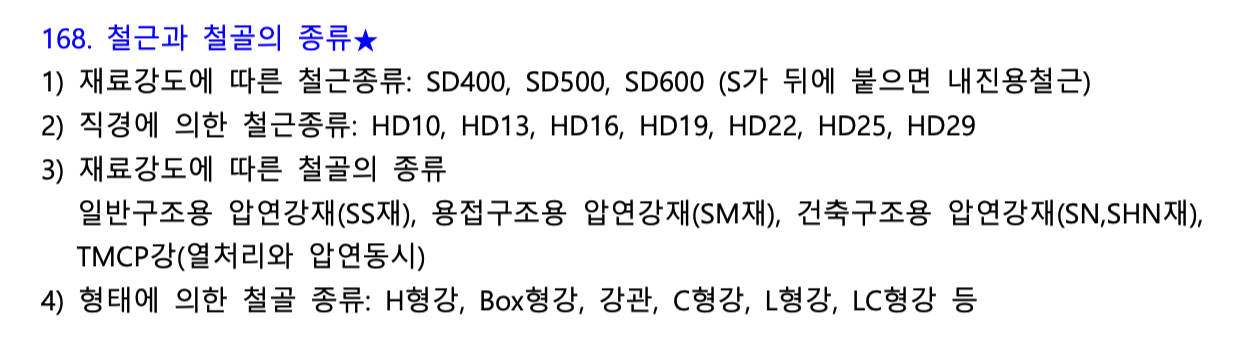 168. 철근과 철골의 종류★
1) 재료강도에 따른 철근종류: SD400, SD500, SD600 (S가 뒤에 붙으면 내진용철근)
2) 직경에 의한 철근종류: HD10, HD13, HD16, HD19, HD22, HD25, HD29
3) 재료강도에 따른 철골의 종류
일반구조용 압연강재(SS재), 용접구조용 압연강재(SM재), 건축구조용 압연강재(SN,SHN재),
TMCP강(열처리와 압연동시)
4) 형태에 의한 철골 종류: H형강, Box형강, 강관, C형강, L형강, LC형강 등